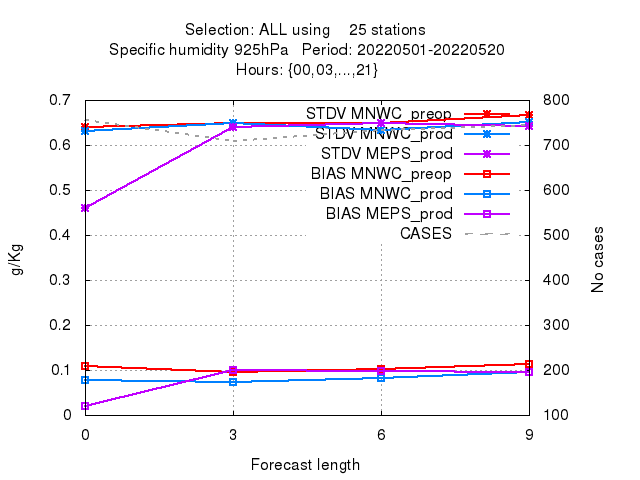 Selection: ALL using    25 stations
Specific humidity 925hPa   Period: 20220501-20220520
Hours: {00,03,...,21}
0.7
0.6
0.5
0.4
0.3
0.2
0.1
0
800
700
600
500
400
300
200
100
STDV MNWC_preop
STDV MNWC_prod
STDV MEPS_prod
BIAS MNWC_preop
BIAS MNWC_prod
BIAS MEPS_prod
CASES
g/Kg
No cases
0 3 6 9
Forecast length